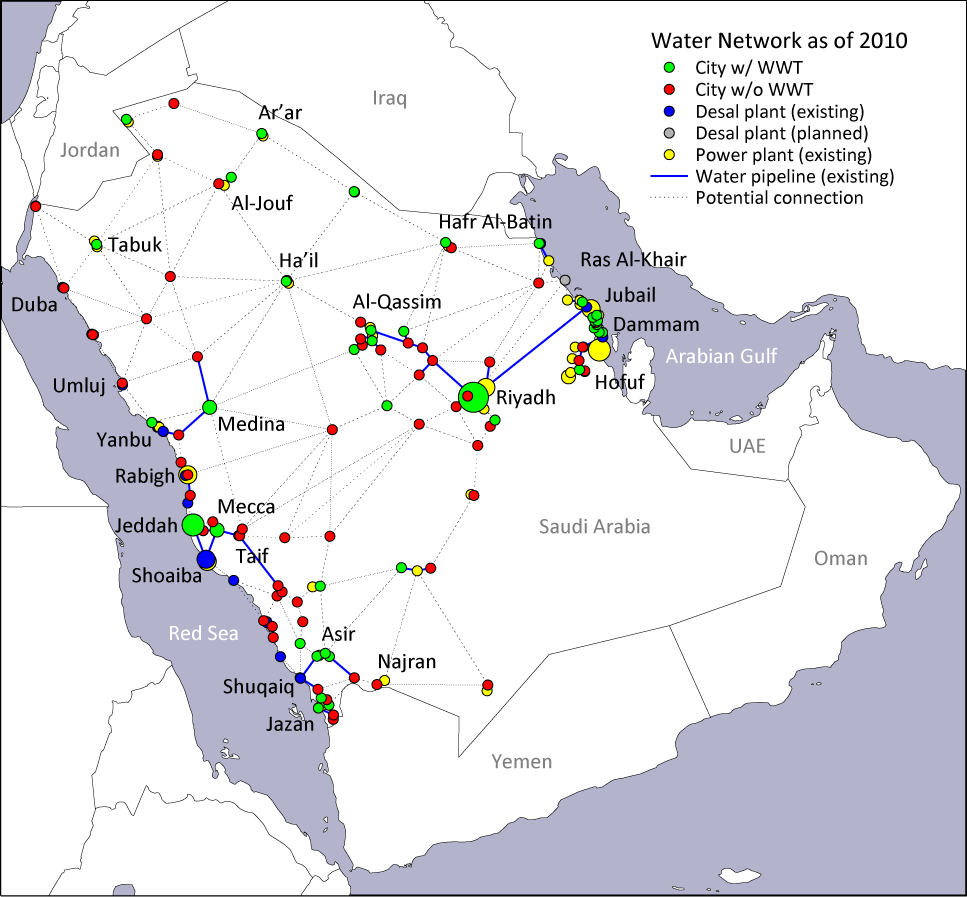 Water Network as of 2010
City w/ WWT
City w/o WWT
Desal plant (existing)
Desal plant (planned)
Power plant (existing)
Water pipeline (existing)
Potential connection
Iraq
Ar'ar
Jordan
Al-Jouf
Hafr Al-Batin
Tabuk
Ha'il
Ras Al-Khair
Duba
Al-Qassim
Jubail
Dammam
Arabian Gulf
Umluj
Hofuf
Riyadh
Medina
Yanbu
UAE
Rabigh
Mecca
Jeddah
Saudi Arabia
Taif
Oman
Shoaiba
Red Sea
Asir
Najran
Shuqaiq
Jazan
Yemen